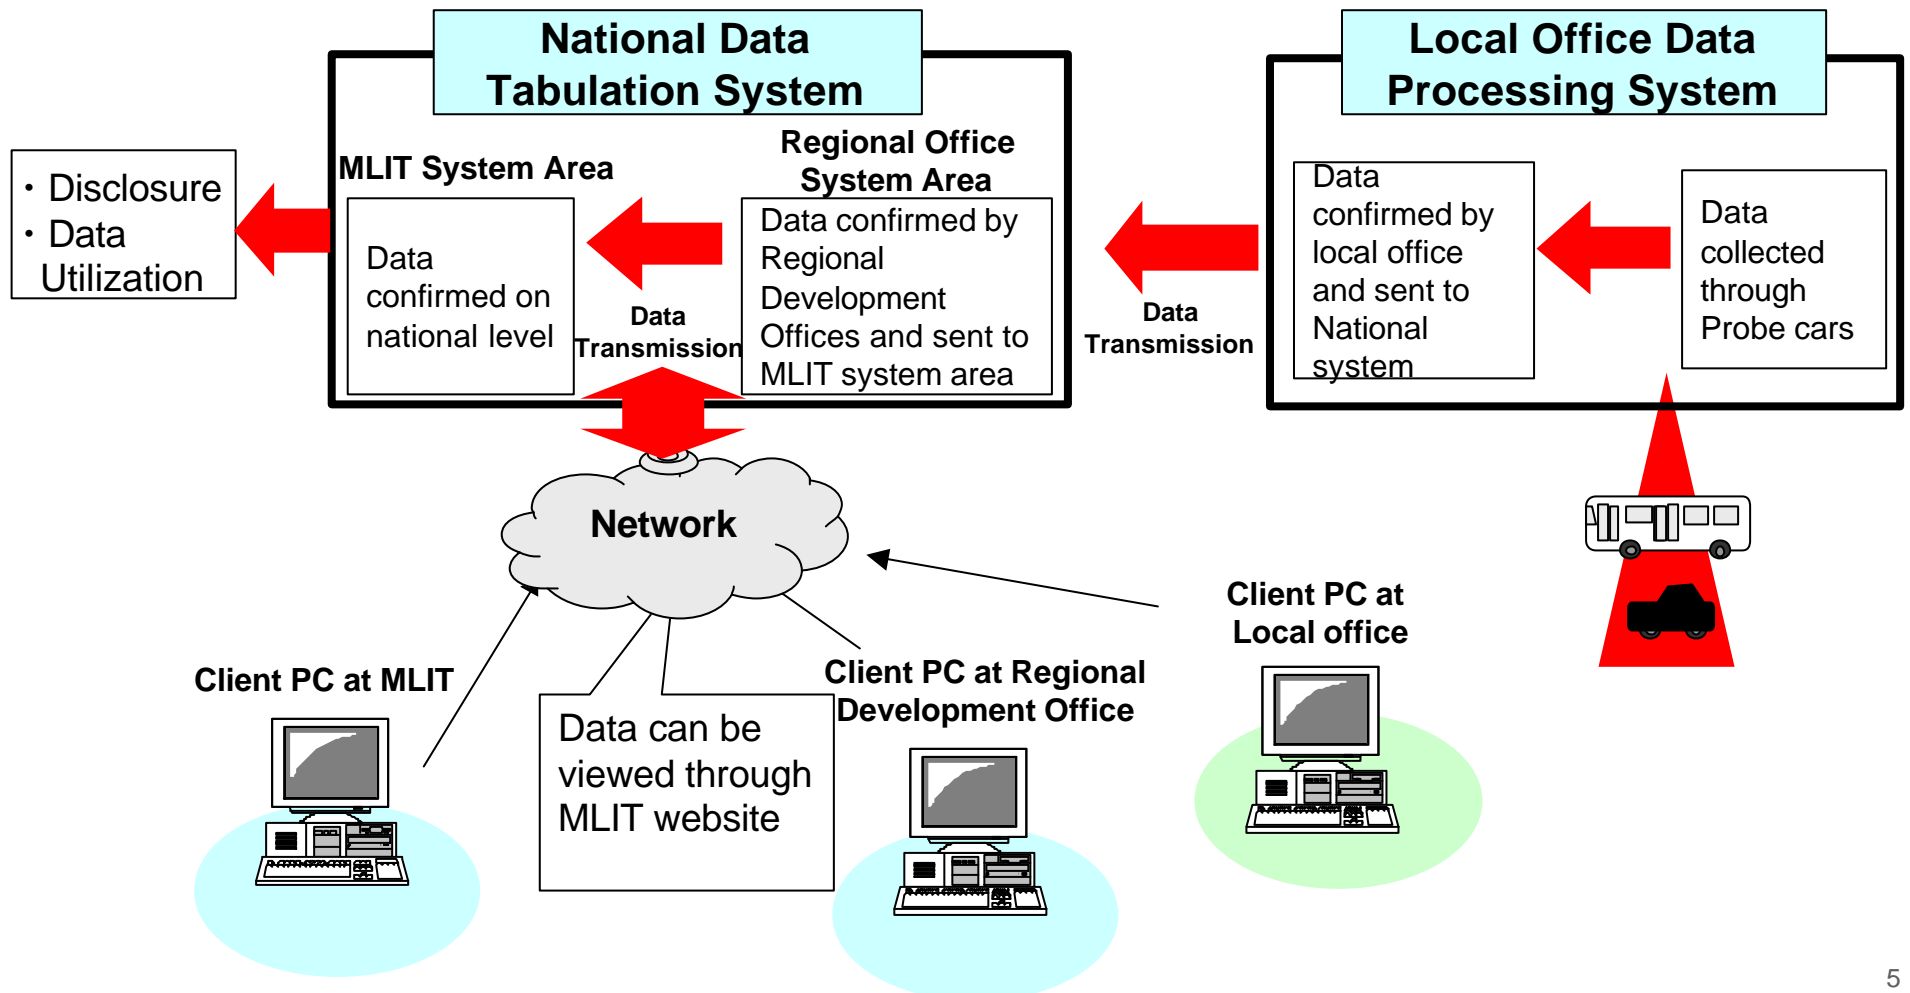 National Data
Tabulation System
Local Office Data
Processing System
・Disclosure
・Data
Utilization
MLIT System Area
Data
confirmed on
national level
Data
Transmission
Regional Office
System Area
Data confirmed by
Regional
Development
Offices and sent to
MLIT system area
Data
Transmission
Data
confirmed by
local office
and sent to
National
system
Data
collected
through
Probe cars
Network
Client PC at MLIT
Data can be
viewed through
MLIT website
Client PC at Regional
Development Office
Client PC at
Local office
5